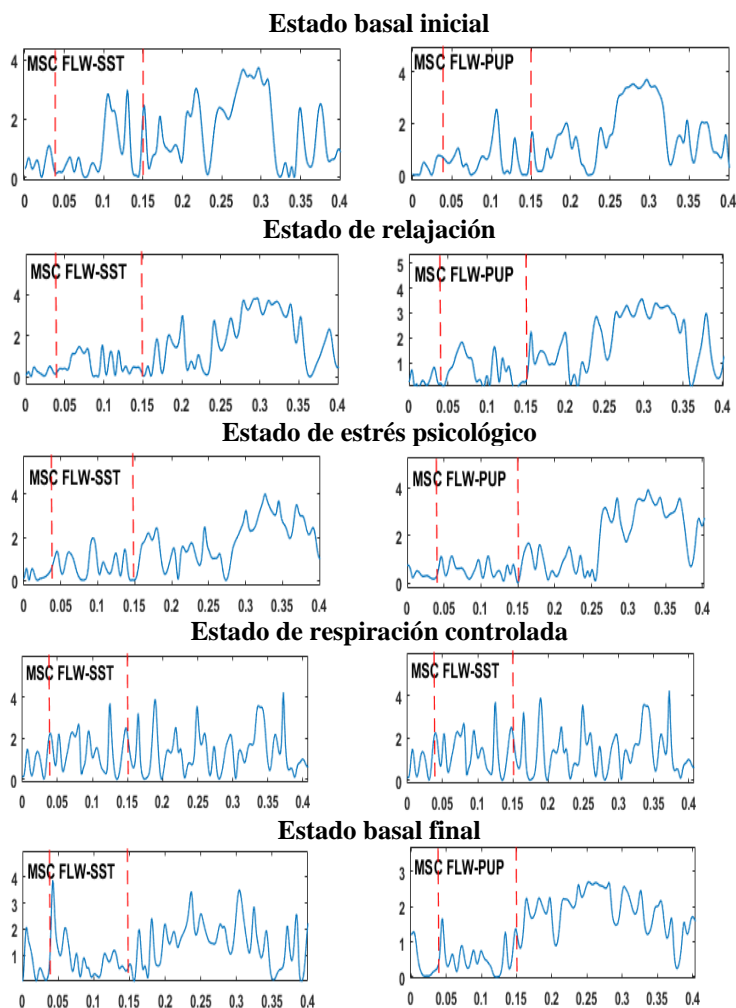 Estado basal inicial
MSC FLW-SST
4
2
0
0 0.05 0.1 0.15 0.2 0.25 0.3 0.35 0.4
MSC FLW-PUP
4
2
0
0 0.05 0.1 0.15 0.2 0.25 0.3 0.35 0.4
Estado de relajación
MSC FLW-SST
4
2
0
0 0.05 0.1 0.15 0.2 0.25 0.3 0.35 0.4
MSC FLW-PUP
5
4
3
2
1
0 0.05 0.1 0.15 0.2 0.25 0.3 0.35 0.4
Estado de estrés psicológico
MSC FLW-SST
4
2
0
0 0.05 0.1 0.15 0.2 0.25 0.3 0.35 0.4
MSC FLW-PUP
4
2
0
0 0.05 0.1 0.15 0.2 0.25 0.3 0.35 0.4
Estado de respiración controlada
MSC FLW-SST
4
2
0
0 0.05 0.1 0.15 0.2 0.25 0.3 0.35 0.4
MSC FLW-SST
4
2
0
0 0.05 0.1 0.15 0.2 0.25 0.3 0.35 0.4
Estado basal final
MSC FLW-SST
4
3
2
1
0 0.05 0.1 0.15 0.2 0.25 0.3 0.35 0.4
MSC FLW-PUP
3
2
1
0
0 0.05 0.1 0.15 0.2 0.25 0.3 0.35 0.4